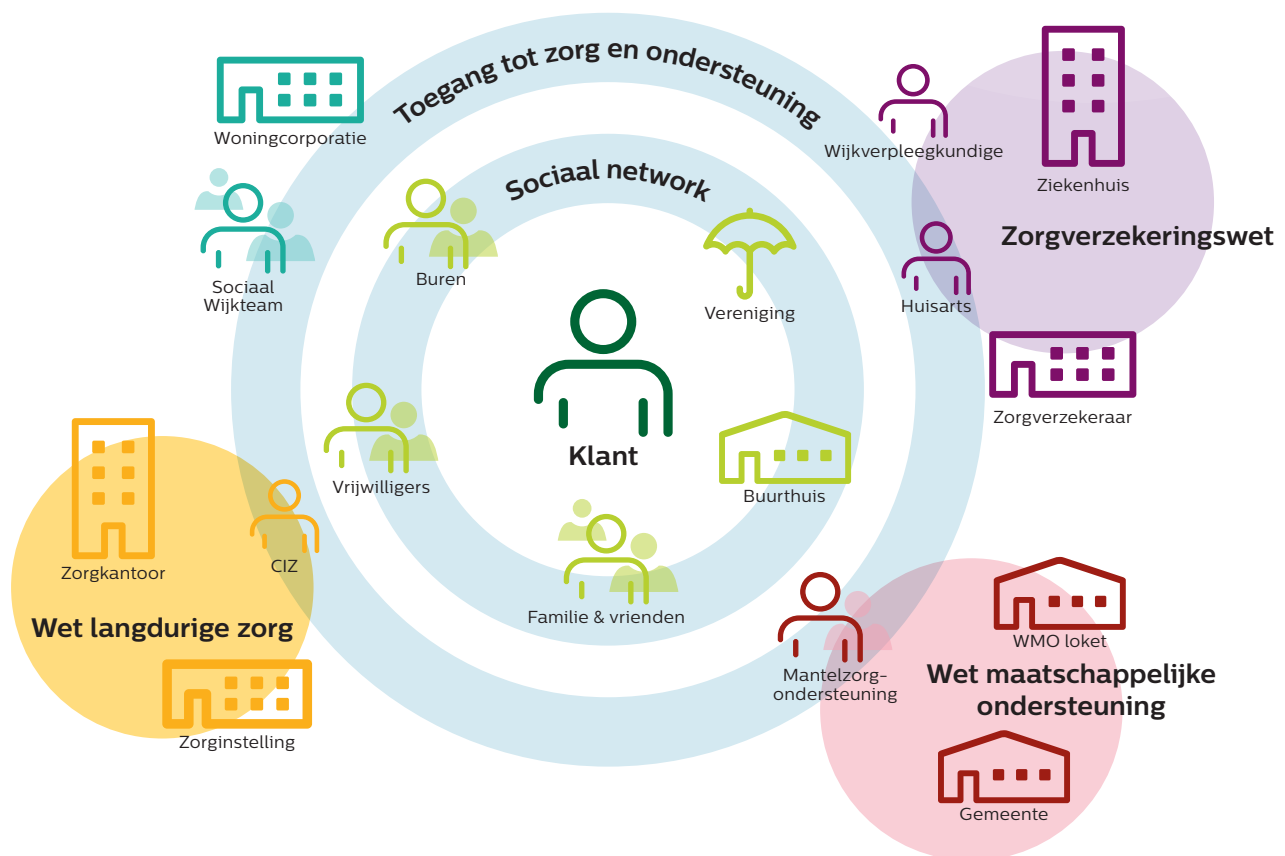 Toegang tot zorg en ondersteuning
Woningcorporatie
Wijkverpleegkundige
Ziekenhuis
Sociaal network
Zorgverzekeringswet
Buren
Sociaal
Wijkteam
Vereniging
Huisarts
Zorgverzekeraar
Klant
Vrijwilligers
Buurthuis
Zorgkantoor
CIZ
Familie & vrienden
Wet langdurige zorg
WMO loket
Mantelzorg-
ondersteuning
Wet maatschappelijke
ondersteuning
Zorginstelling
Gemeente